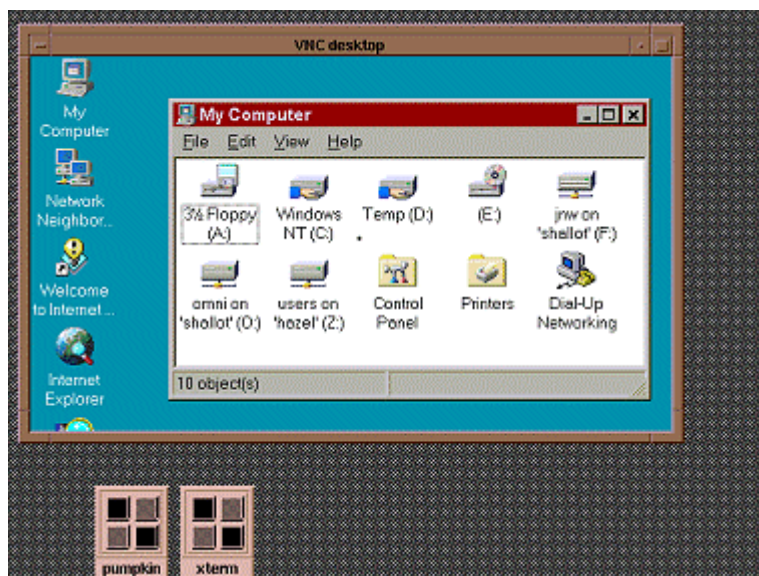 VNC desktop
My
Computer
Network
Neighbor...
Welcome
to Internet ...
Internet
Explorer
My Computer
File Edit View Help
3½ Floppy
(A:)
Windows
NT (C:)
Temp (D:)
(E:)
jnw on
'shallot' (F:)
omni on
'shallot' (O:)
users on
'hazel' (Z:)
Control
Panel
Printers
Dial-Up
Networking
10 object(s)
pumpkin
xterm